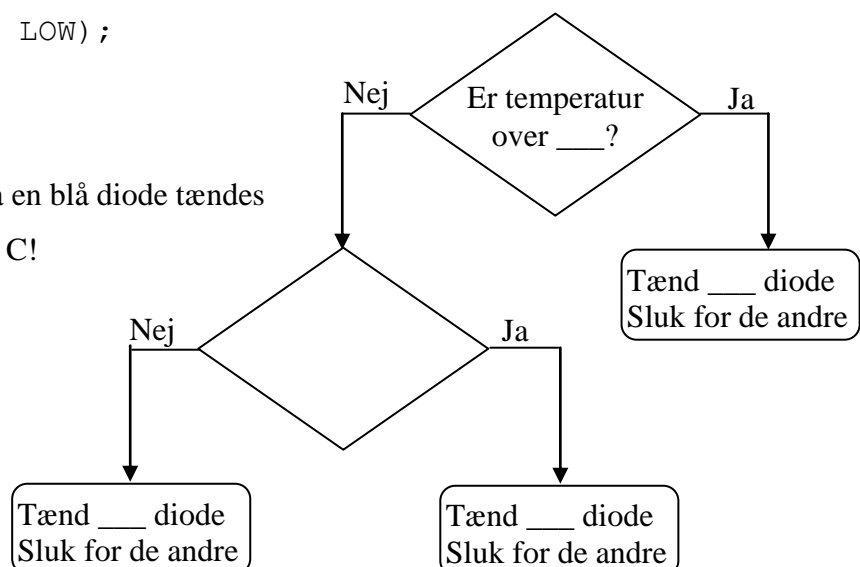 LOW);
Nej
Er temperatur
over ___?
Ja
en blå diode tændes
C!
Tænd ___ diode
Sluk for de andre
Nej
Ja
Tænd ___ diode
Sluk for de andre
Tænd ___ diode
Sluk for de andre